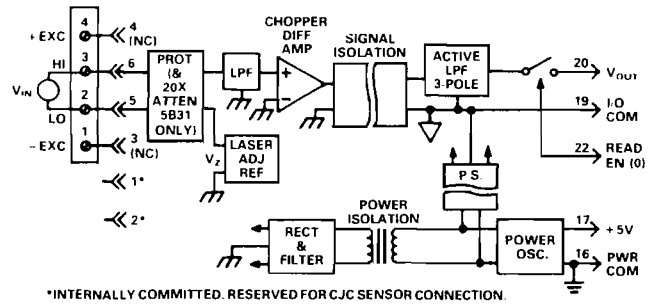 + EXC
4
4
(NC)
HI
3
6
VIN
LO
2
5
- EXC
1
3
(NC)
1*
2*
PROT
(&
20X
ATTEN
5B31
ONLY)
LPF
VZ
LASER
ADJ
REF
CHOPPER
DIFF
AMP
+
-
SIGNAL
ISOLATION
ACTIVE
LPF
3-POLE
20
VOUT
19
I/O
COM
22
READ
EN (0)
P.S.
POWER
ISOLATION
RECT
&
FILTER
POWER
OSC.
17
+ 5V
16
PWR
COM
*INTERNALLY COMMITTED. RESERVED FOR CJC SENSOR CONNECTION.